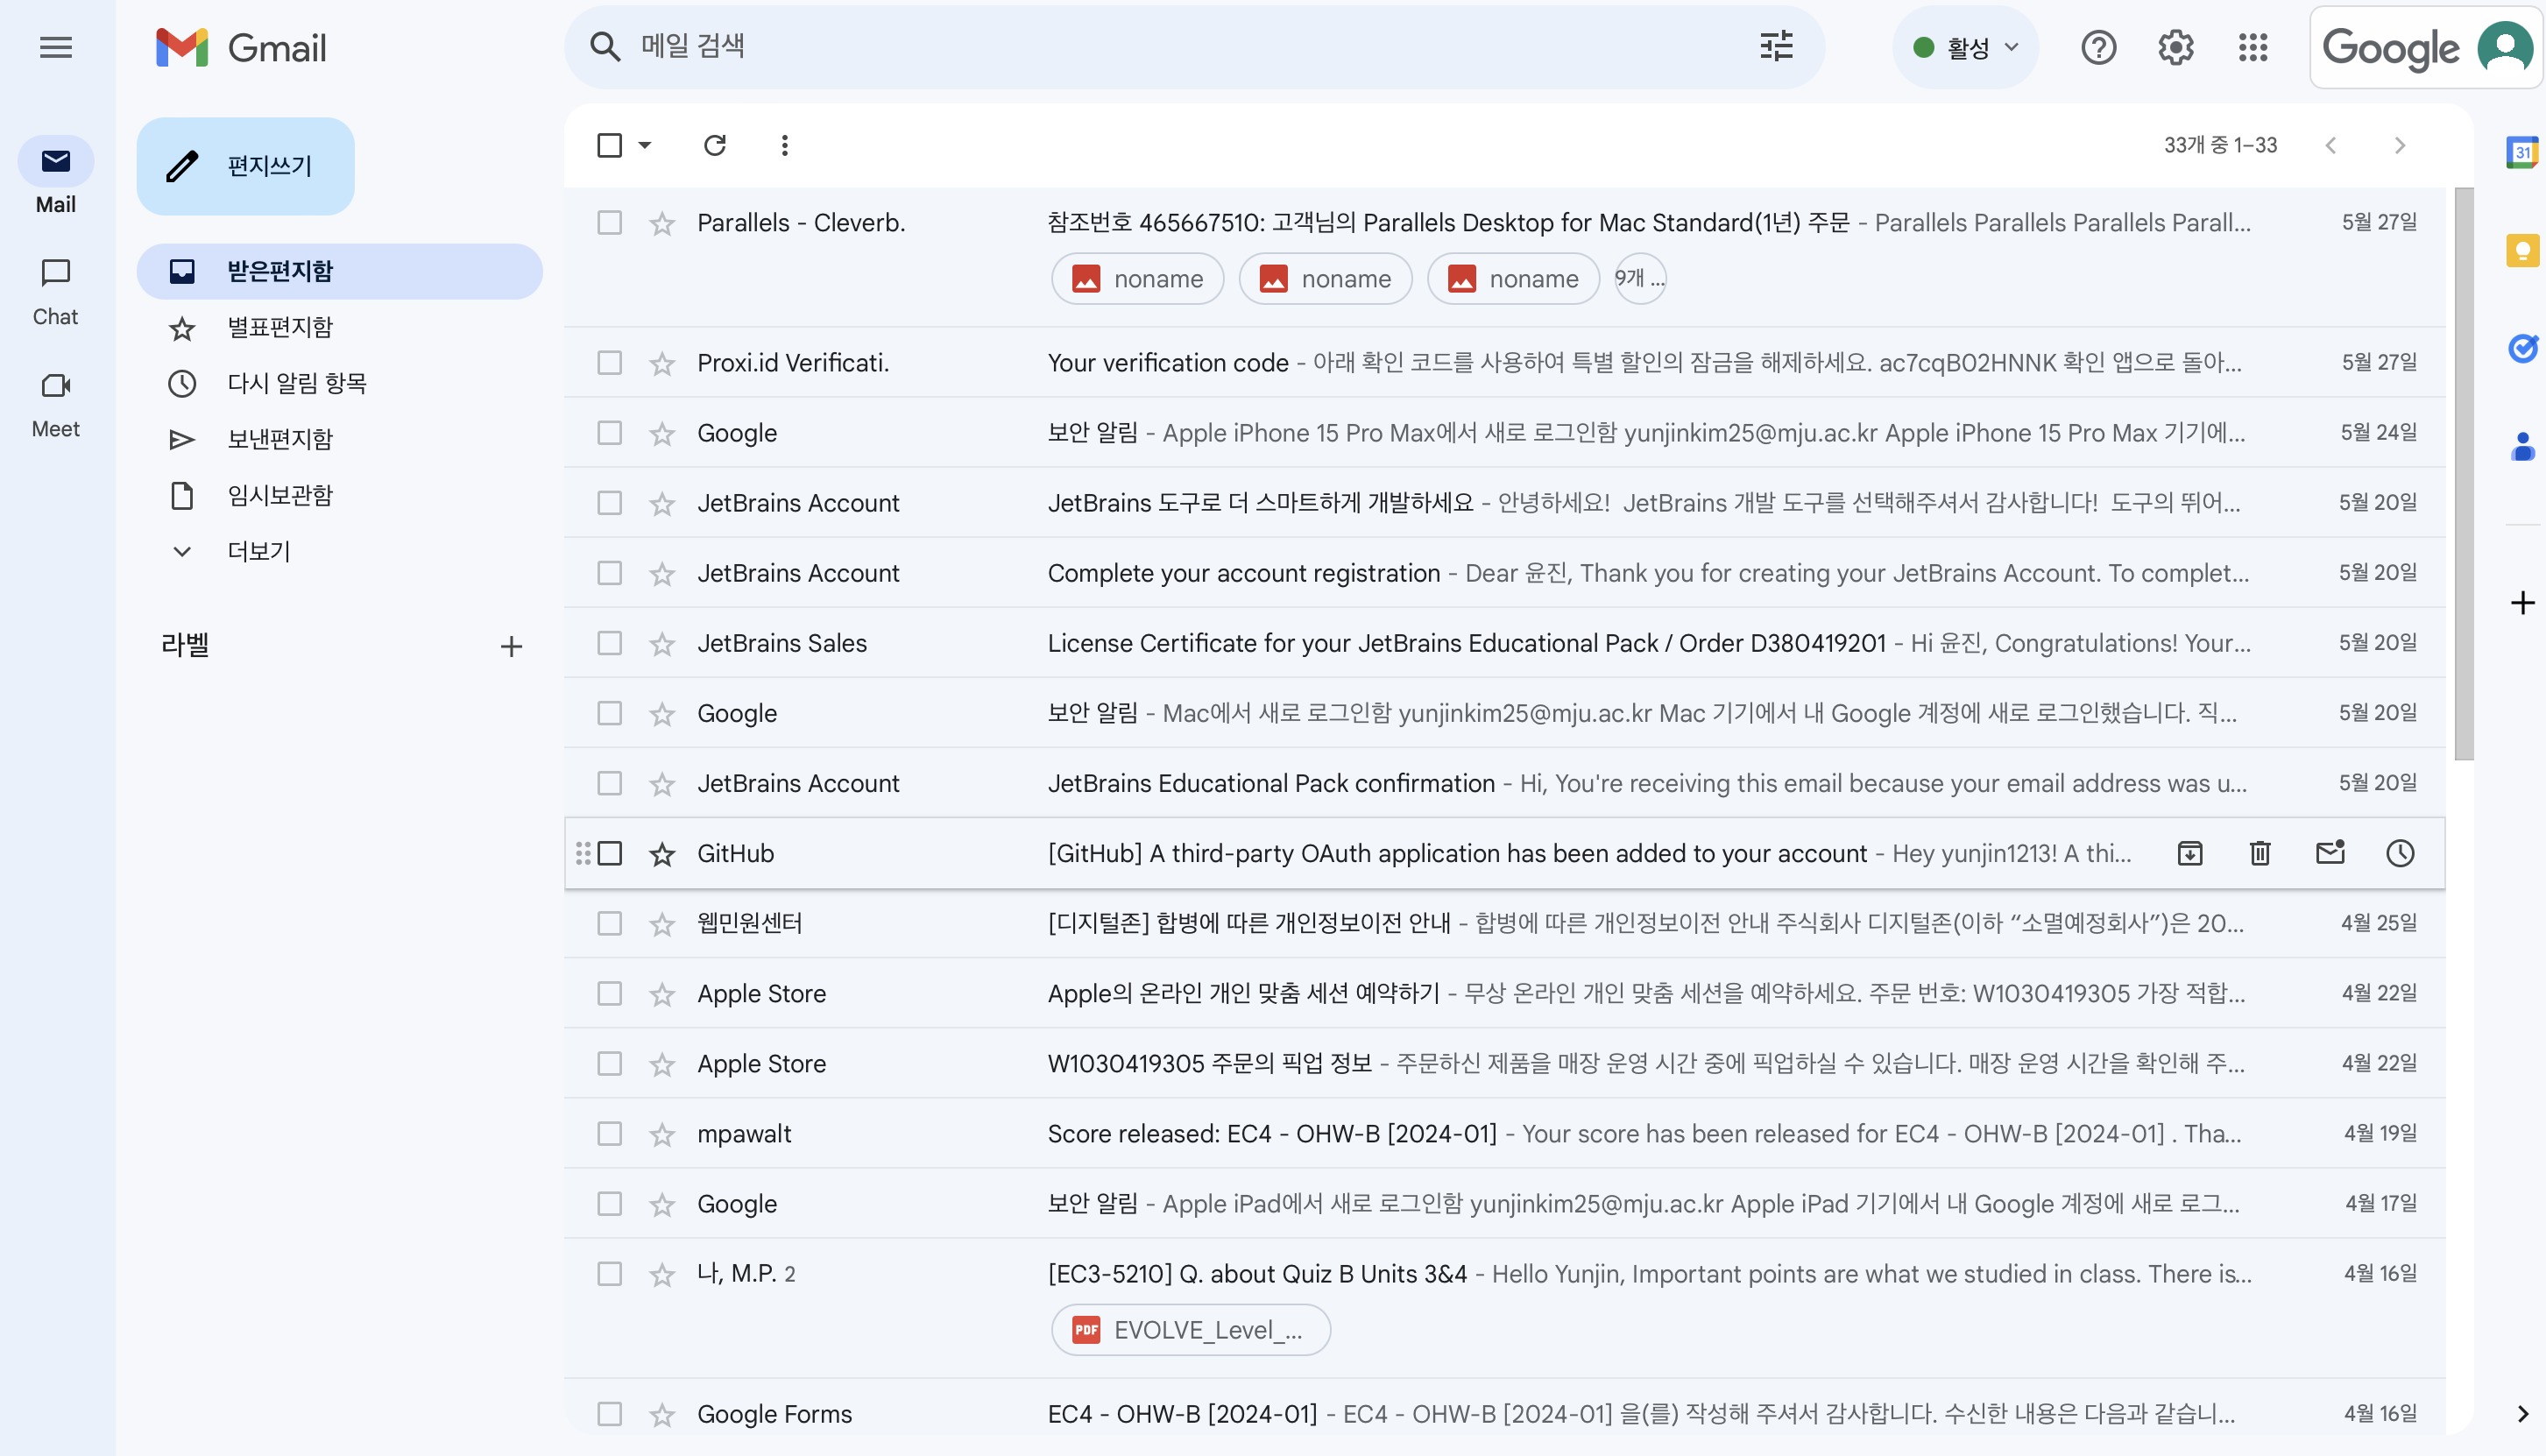 Gmail
메일 검색
활성
Google
Mail
Chat
Meet
편지쓰기
받은편지함
별표편지함
다시 알림 항목
보낸편지함
임시보관함
더보기
라벨
33개 중 1–33
31
Parallels - Cleverb. 참조번호 465667510: 고객님의 Parallels Desktop for Mac Standard(1년) 주문 - Parallels Parallels Parallels Parall... 5월 27일
noname noname noname 9개 ...
Proxi.id Verificati. Your verification code - 아래 확인 코드를 사용하여 특별 할인의 잠금을 해제하세요. ac7cqB02HNNK 확인 앱으로 돌아... 5월 27일
Google 보안 알림 - Apple iPhone 15 Pro Max에서 새로 로그인함 yunjinkim25@mju.ac.kr Apple iPhone 15 Pro Max 기기에... 5월 24일
JetBrains Account JetBrains 도구로 더 스마트하게 개발하세요 - 안녕하세요! JetBrains 개발 도구를 선택해주셔서 감사합니다! 도구의 뛰어... 5월 20일
JetBrains Account Complete your account registration - Dear 윤진, Thank you for creating your JetBrains Account. To complet... 5월 20일
JetBrains Sales License Certificate for your JetBrains Educational Pack / Order D380419201 - Hi 윤진, Congratulations! Your... 5월 20일
Google 보안 알림 - Mac에서 새로 로그인함 yunjinkim25@mju.ac.kr Mac 기기에서 내 Google 계정에 새로 로그인했습니다. 직... 5월 20일
JetBrains Account JetBrains Educational Pack confirmation - Hi, You're receiving this email because your email address was u... 5월 20일
GitHub [GitHub] A third-party OAuth application has been added to your account - Hey yunjin1213! A thi...
웹민원센터 [디지털존] 합병에 따른 개인정보이전 안내 - 합병에 따른 개인정보이전 안내 주식회사 디지털존(이하 “소멸예정회사”)은 20... 4월 25일
Apple Store Apple의 온라인 개인 맞춤 세션 예약하기 - 무상 온라인 개인 맞춤 세션을 예약하세요. 주문 번호: W1030419305 가장 적합... 4월 22일
Apple Store W1030419305 주문의 픽업 정보 - 주문하신 제품을 매장 운영 시간 중에 픽업하실 수 있습니다. 매장 운영 시간을 확인해 주... 4월 22일
mpawalt Score released: EC4 - OHW-B [2024-01] - Your score has been released for EC4 - OHW-B [2024-01] . Tha... 4월 19일
Google 보안 알림 - Apple iPad에서 새로 로그인함 yunjinkim25@mju.ac.kr Apple iPad 기기에서 내 Google 계정에 새로 로그... 4월 17일
나, M.P. 2 [EC3-5210] Q. about Quiz B Units 3&4 - Hello Yunjin, Important points are what we studied in class. There is... 4월 16일
PDF EVOLVE_Level_...
Google Forms EC4 - OHW-B [2024-01] - EC4 - OHW-B [2024-01] 을(를) 작성해 주셔서 감사합니다. 수신한 내용은 다음과 같습니... 4월 16일